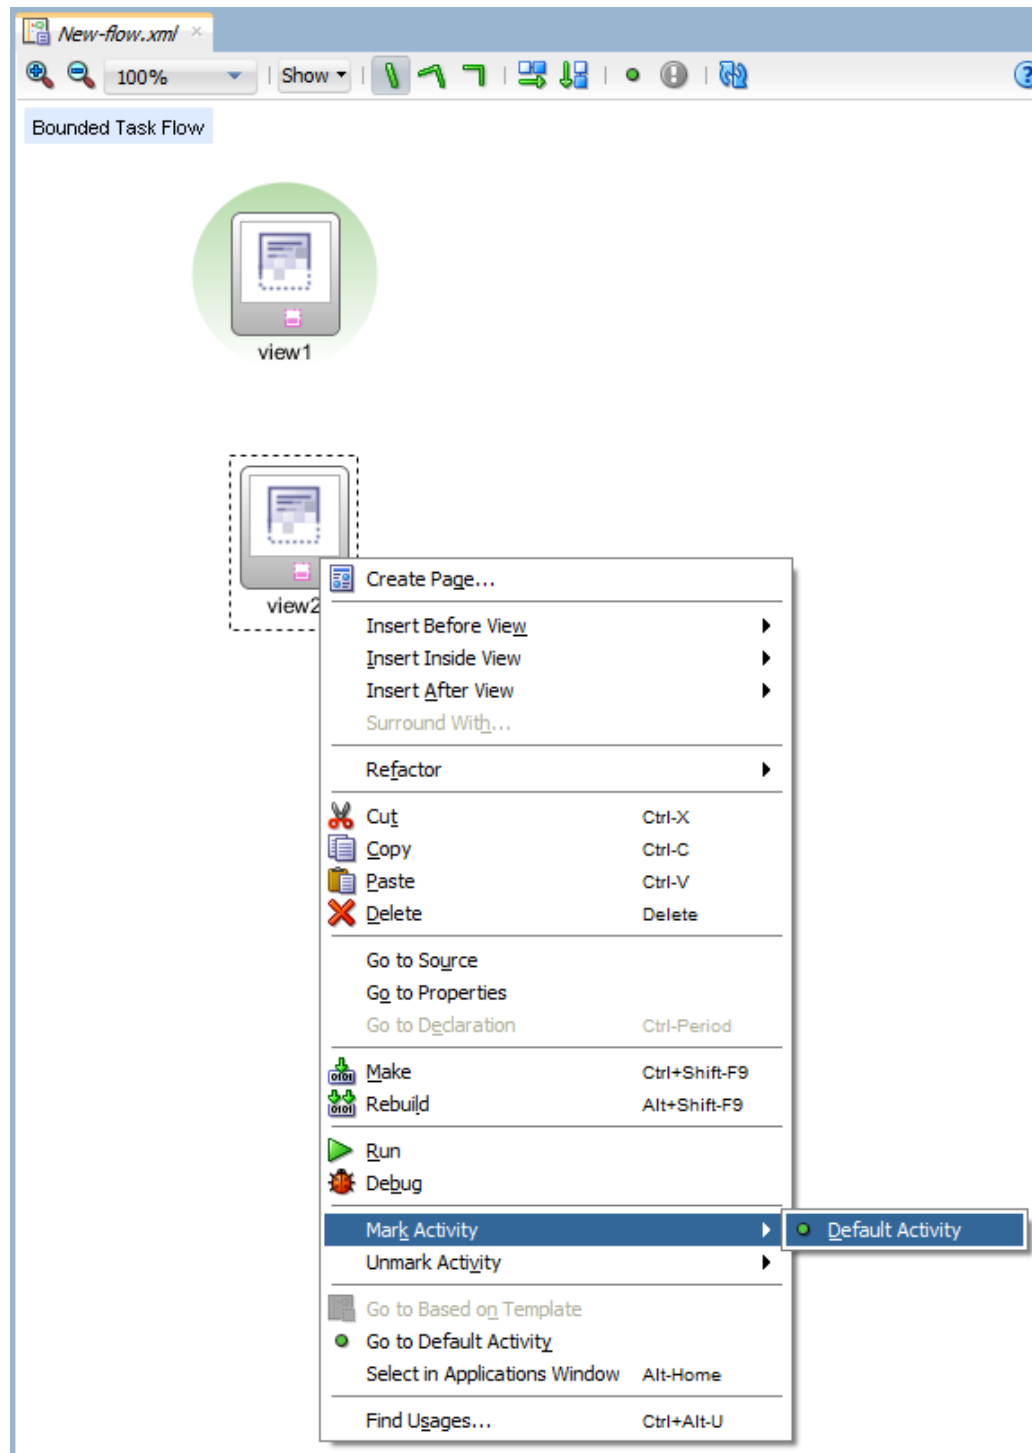 New-flow.xml
100%
Show
Bounded Task Flow
view1
view2
Create Page...
Insert Before View
Insert Inside View
Insert After View
Surround With...
Refactor
Cut Ctrl-X
Copy Ctrl-C
Paste Ctrl-V
Delete Delete
Go to Source
Go to Properties
Go to Declaration Ctrl-Period
Make Ctrl+Shift-F9
Rebuild Alt+Shift-F9
Run
Debug
Mark Activity Default Activity
Unmark Activity
Go to Based on Template
Go to Default Activity
Select in Applications Window Alt-Home
Find Usages... Ctrl+Alt-U